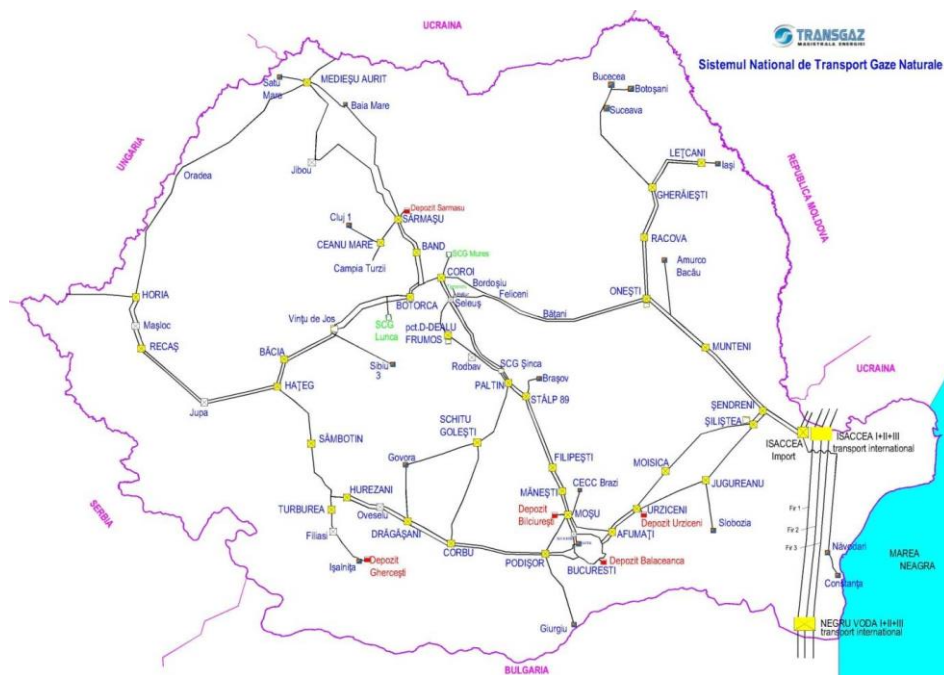 UCRAINA
TRANSGAZ
MAGISTRALA ENERGIEI
Sistemul National de Transport Gaze Naturale
Satu
Mare
MEDIEŞU AURIT
Baia Mare
Bucecea
Botoşani
Suceava
UNGARIA
Oradea
Jibou
LEŢCANI
Iaşi
GHERĂIEŞTI
REPUBLICA MOLDOVA
Depozit Sarmasu
SĂRMAŞU
Cluj 1
CEANU MARE
Campia Turzii
BAND
SCG Mures
RACOVA
Amurco
Bacău
COROI
Bordoşiu
Feliceni
Seleuş
HORIA
BOTORCA
ONEŞTI
Băţani
Maşloc
Vinţu de Jos
SCG
Lunca
pct.D-DEALU
FRUMOS
RECAŞ
BĂCIA
Sibiu
3
Rodbav
SCG Şinca
MUNTENI
UCRAINA
HAŢEG
PALTIN
Braşov
STÂLP 89
Jupa
ŞENDRENI
ŞILIŞTEA
SCHITU
GOLEŞTI
ISACCEA
Import
ISACCEA I+II+III
transport international
SÂMBOTIN
Govora
FILIPEŞTI
MOISICA
JUGUREANU
CECC Brazi
MĂNEŞTI
HUREZANI
TURBUREA
Oveselu
Depozit
Bilciureşti
MOŞU
URZICENI
Depozit Urziceni
Slobozia
Fir 1
Fir 2
Fir 3
SERBIA
Filiasi
DRĂGĂŞANI
CORBU
AFUMAŢI
PODIŞOR
BUCURESTI
Depozit Balaceanca
Işalniţa
Depozit
Ghercești
Năvodari
Constanţa
MAREA
NEAGRA
Giurgiu
NEGRU VODA I+II+III
transport international
BULGARIA